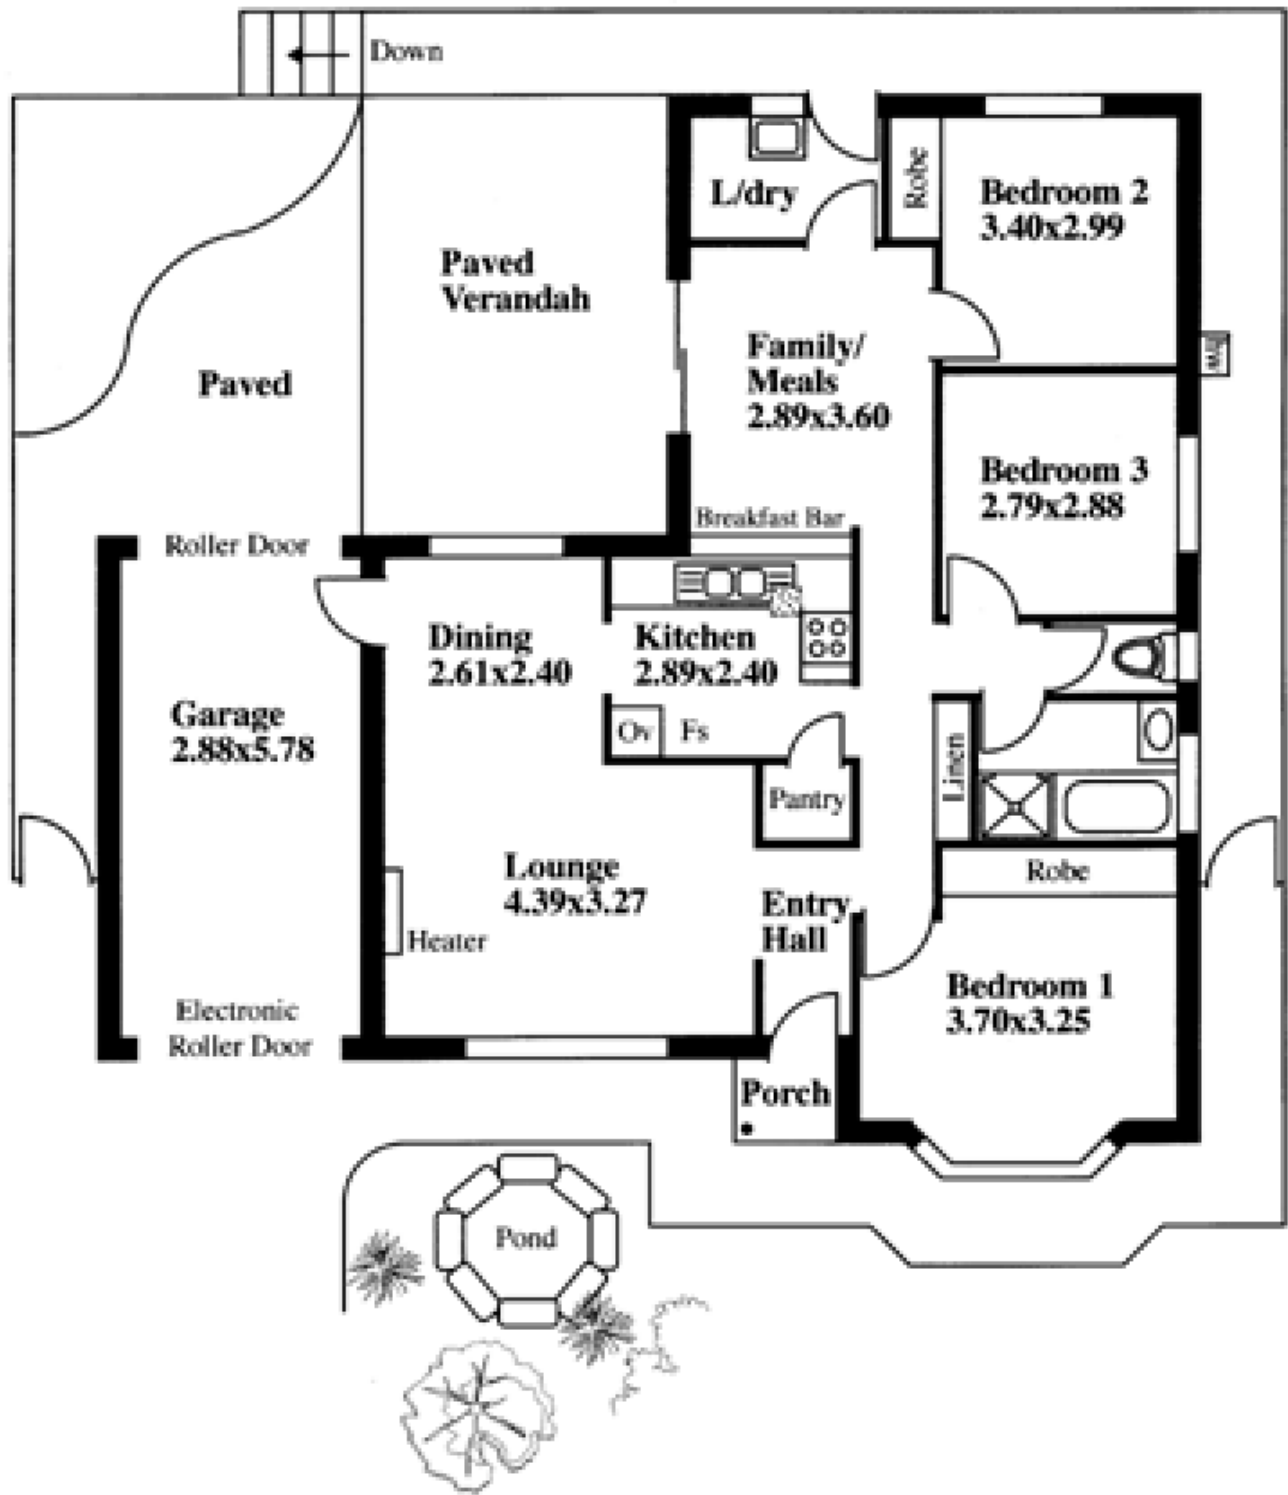 Down
L/dry
Robe
Bedroom 2
3.40x2.99
Paved
Verandah
Family/
Meals
2.89x3.60
hw
Paved
Bedroom 3
2.79x2.88
Breakfast Bar
Roller Door
Dining
2.61x2.40
Kitchen
2.89x2.40
Garage
2.88x5.78
Ov
Fs
Linen
Pantry
Lounge
4.39x3.27
Robe
Entry
Hall
Heater
Bedroom 1
3.70x3.25
Electronic
Roller Door
Porch
Pond